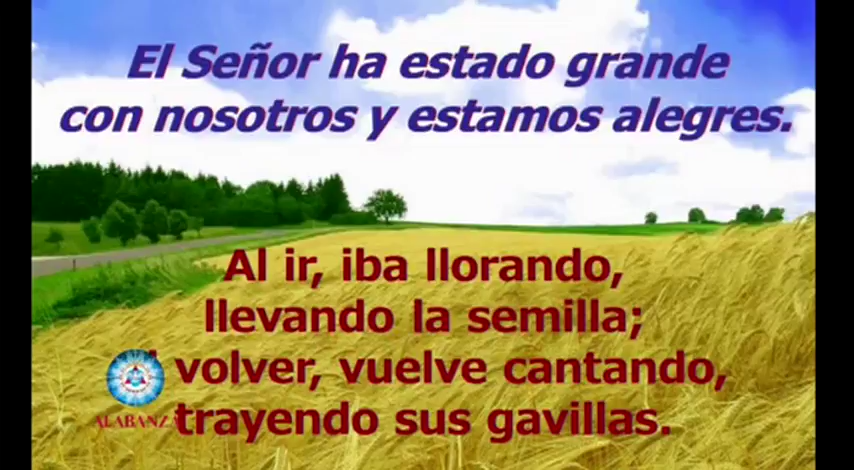 El Señor ha estado grande
con nosotros y estamos alegres.
Al ir, iba llorando,
llevando la semilla;
volver, vuelve cantando,
trayendo sus gavillas.
ALABANZA